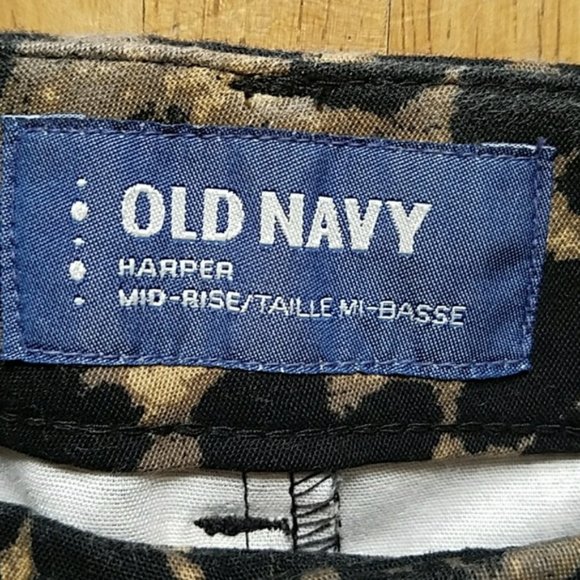 OLD NAVY
HARPER
MID-RISE/TAILLE MI-BASSE